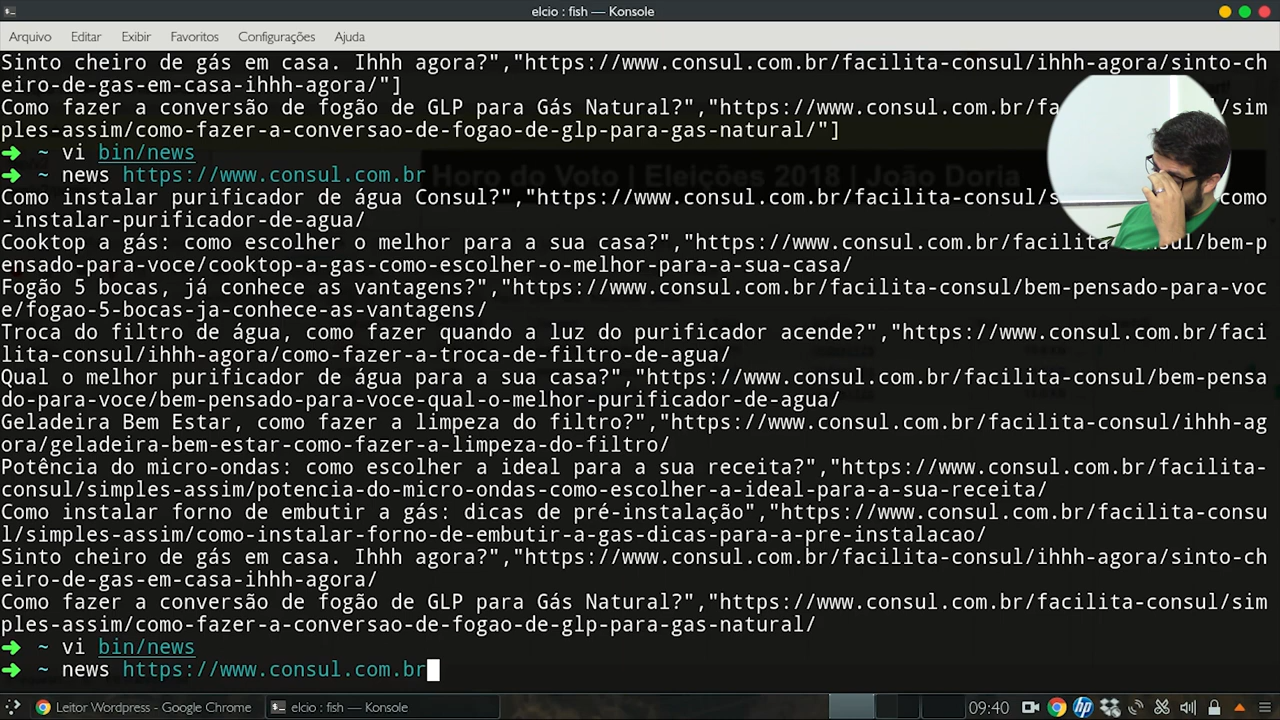 elcio : fish — Konsole
Arquivo Editar Exibir Favoritos Configurações Ajuda
Sinto cheiro de gás em casa. Ihhh agora?","https://www.consul.com.br/facilita-consul/ihhh-agora/sinto-ch
eiro-de-gas-em-casa-ihhh-agora/"]
Como fazer a conversão de fogão de GLP para Gás Natural?","https://www.consul.com.br/fa /sim
ples-assim/como-fazer-a-conversao-de-fogao-de-glp-para-gas-natural/"]
➜ ~ vi bin/news
➜ ~ news https://www.consul.com.br
Horo do Voto | Eleições 2018 | João Doria
Como instalar purificador de água Consul?","https://www.consul.com.br/facilita-consul/s como
-instalar-purificador-de-agua/
Cooktop a gás: como escolher o melhor para a sua casa?","https://www.consul.com.br/facilita-consul/bem-p
ensado-para-voce/cooktop-a-gas-como-escolher-o-melhor-para-a-sua-casa/
Fogão 5 bocas, já conhece as vantagens?","https://www.consul.com.br/facilita-consul/bem-pensado-para-voc
e/fogao-5-bocas-ja-conhece-as-vantagens/
Troca do filtro de água, como fazer quando a luz do purificador acende?","https://www.consul.com.br/faci
lita-consul/ihhh-agora/como-fazer-a-troca-de-filtro-de-agua/
Qual o melhor purificador de água para a sua casa?","https://www.consul.com.br/facilita-consul/bem-pensa
do-para-voce/bem-pensado-para-voce-qual-o-melhor-purificador-de-agua/
Geladeira Bem Estar, como fazer a limpeza do filtro?","https://www.consul.com.br/facilita-consul/ihhh-ag
ora/geladeira-bem-estar-como-fazer-a-limpeza-do-filtro/
Potência do micro-ondas: como escolher a ideal para a sua receita?","https://www.consul.com.br/facilita-
consul/simples-assim/potencia-do-micro-ondas-como-escolher-a-ideal-para-a-sua-receita/
Como instalar forno de embutir a gás: dicas de pré-instalação","https://www.consul.com.br/facilita-consu
l/simples-assim/como-instalar-forno-de-embutir-a-gas-dicas-para-a-pre-instalacao/
Sinto cheiro de gás em casa. Ihhh agora?","https://www.consul.com.br/facilita-consul/ihhh-agora/sinto-ch
eiro-de-gas-em-casa-ihhh-agora/
Como fazer a conversão de fogão de GLP para Gás Natural?","https://www.consul.com.br/facilita-consul/sim
ples-assim/como-fazer-a-conversao-de-fogao-de-glp-para-gas-natural/
➜ ~ vi bin/news
➜ ~ news https://www.consul.com.br
Leitor Wordpress - Google Chrome elcio : fish — Konsole 09:40